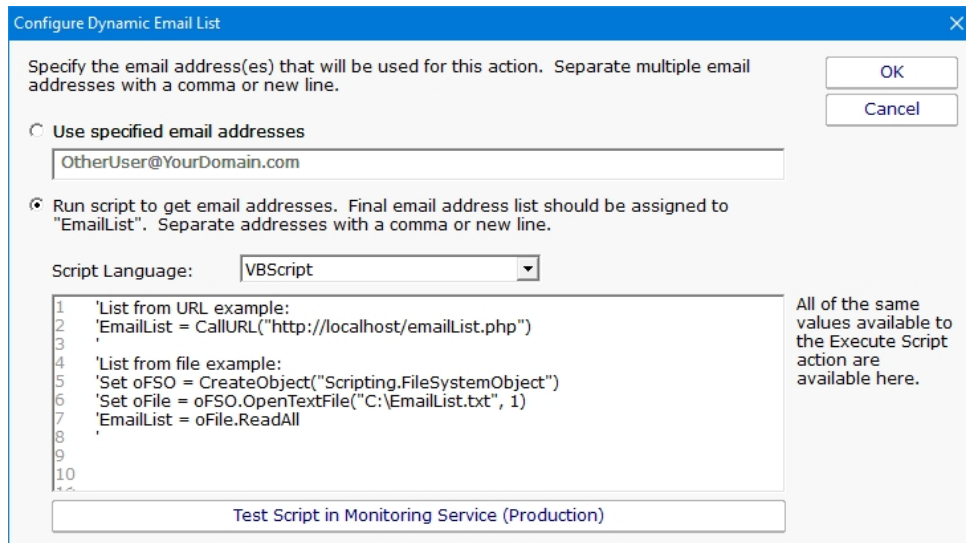 Configure Dynamic Email List
Specify the email address(es) that will be used for this action.  Separate multiple email
addresses with a comma or new line.
OK
Cancel
Use specified email addresses
OtherUser@YourDomain.com
Run script to get email addresses.  Final email address list should be assigned to
"EmailList".  Separate addresses with a comma or new line.
Script Language:
VBScript
1 'List from URL example:
2 'EmailList = CallURL("http://localhost/emailList.php")
3 '
4 'List from file example:
5 'Set oFSO = CreateObject("Scripting.FileSystemObject")
6 'Set oFile = oFSO.OpenTextFile("C:\EmailList.txt", 1)
7 'EmailList = oFile.ReadAll
8 '
9
10
All of the same
values available to
the Execute Script
action are
available here.
Test Script in Monitoring Service (Production)